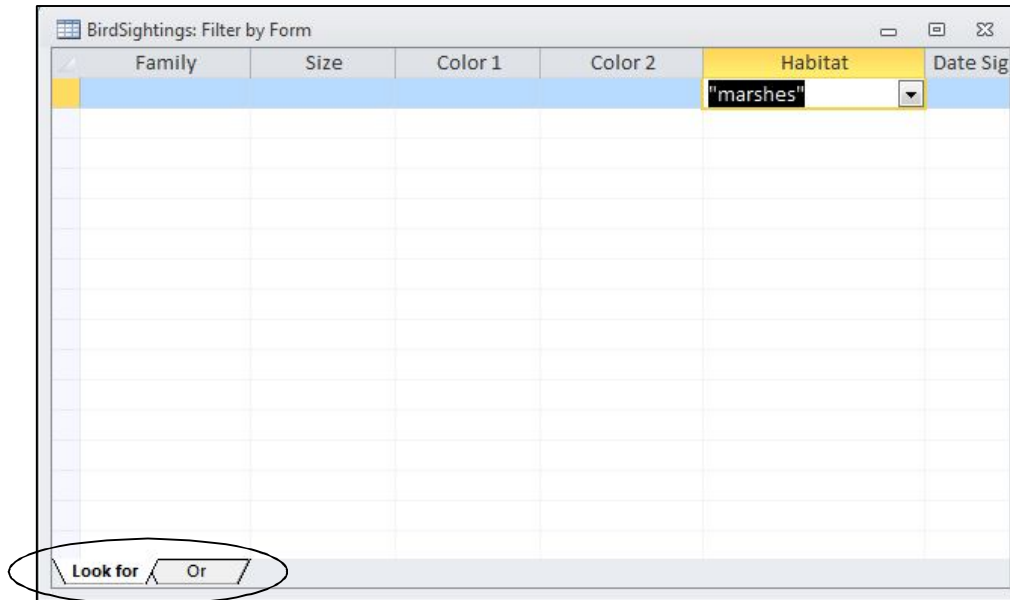 BirdSightings: Filter by Form
Family Size Color 1 Color 2 Habitat Date Sig
"marshes"
Look for Or